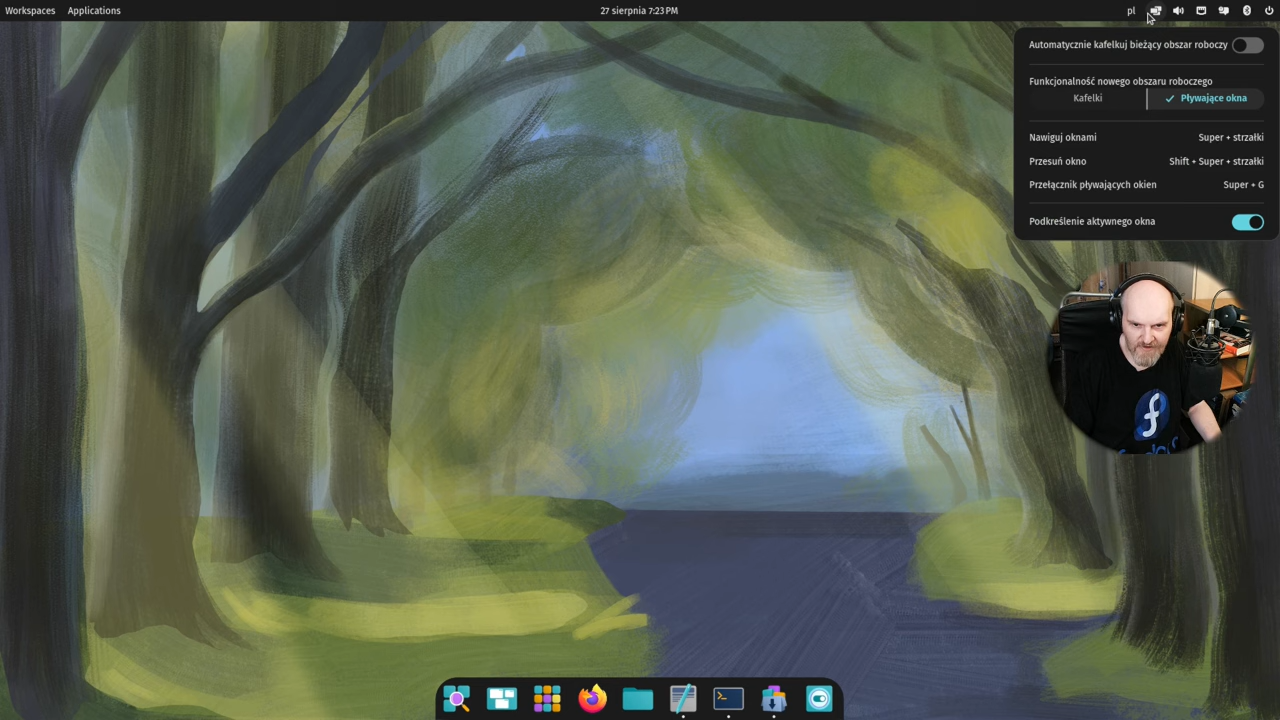 Workspaces Applications 27 sierpnia 7:23 PM pl
Automatycznie kafelkuj bieżący obszar roboczy
Funkcjonalność nowego obszaru roboczego
Kafelki Pływające okna
Nawiguj oknami Super + strzałki
Przesuń okno Shift + Super + strzałki
Przełącznik pływających okien Super + G
Podkreślenie aktywnego okna